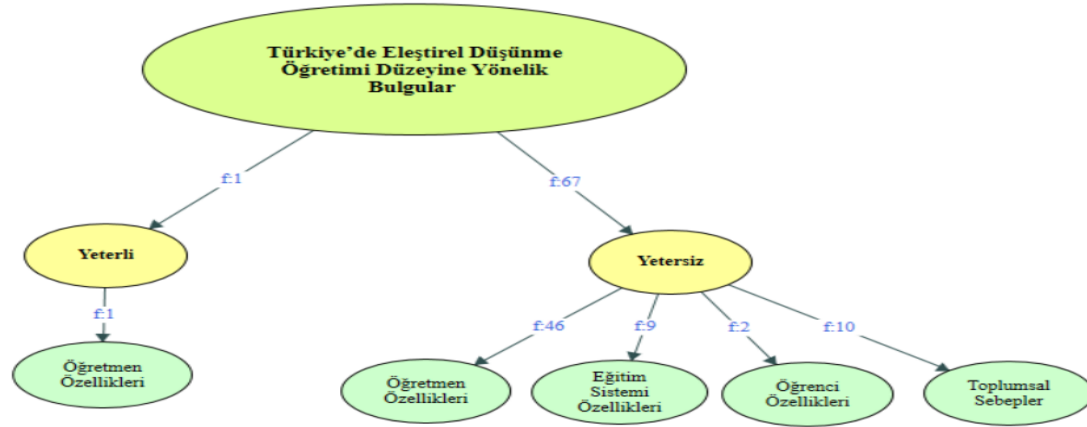 Türkiye'de Eleştirel Düşünme
Öğretimi Düzeyine Yönelik
Bulgular
f:1
f:67
Yeterli
Yetersiz
f:1
f:46
f:9
f:2
f:10
Öğretmen
Özellikleri
Öğretmen
Özellikleri
Eğitim
Sistemi
Özellikleri
Öğrenci
Özellikleri
Toplumsal
Sebepler